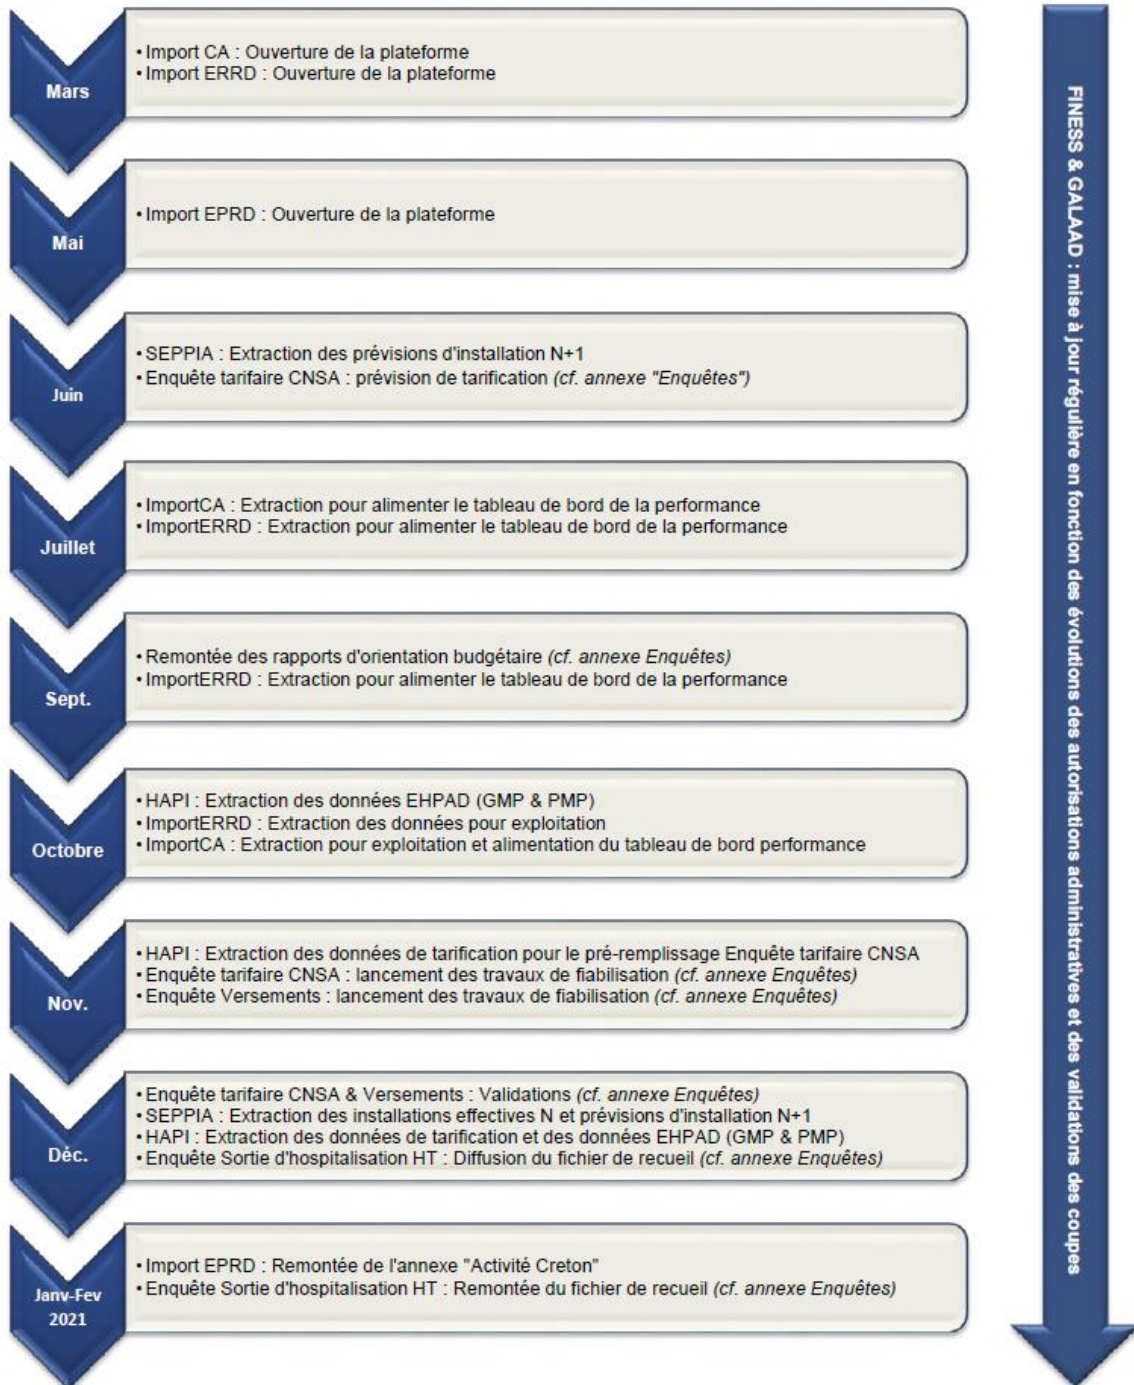 Mars
• Import CA : Ouverture de la plateforme
• Import ERRD : Ouverture de la plateforme
Mai
• Import EPRD : Ouverture de la plateforme
Juin
• SEPPIA : Extraction des prévisions d'installation N+1
• Enquête tarifaire CNSA : prévision de tarification (cf. annexe "Enquêtes")
Juillet
• ImportCA : Extraction pour alimenter le tableau de bord de la performance
• ImportERRD : Extraction pour alimenter le tableau de bord de la performance
Sept.
• Remontée des rapports d'orientation budgétaire (cf. annexe Enquêtes)
• ImportERRD : Extraction pour alimenter le tableau de bord de la performance
Octobre
• HAPI : Extraction des données EHPAD (GMP & PMP)
• ImportERRD : Extraction des données pour exploitation
• ImportCA : Extraction pour exploitation et alimentation du tableau de bord performance
Nov.
• HAPI : Extraction des données de tarification pour le pré-remplissage Enquête tarifaire CNSA
• Enquête tarifaire CNSA : lancement des travaux de fiabilisation (cf. annexe Enquêtes)
• Enquête Versements : lancement des travaux de fiabilisation (cf. annexe Enquêtes)
Déc.
• Enquête tarifaire CNSA & Versements : Validations (cf. annexe Enquêtes)
• SEPPIA : Extraction des installations effectives N et prévisions d'installation N+1
• HAPI : Extraction des données de tarification et des données EHPAD (GMP & PMP)
• Enquête Sortie d'hospitalisation HT : Diffusion du fichier de recueil (cf. annexe Enquêtes)
Janv-Fev
2021
• Import EPRD : Remontée de l'annexe "Activité Creton"
• Enquête Sortie d'hospitalisation HT : Remontée du fichier de recueil (cf. annexe Enquêtes)
FINESS & GALAAD : mise à jour régulière en fonction des évolutions des autorisations administratives et des validations des coupes